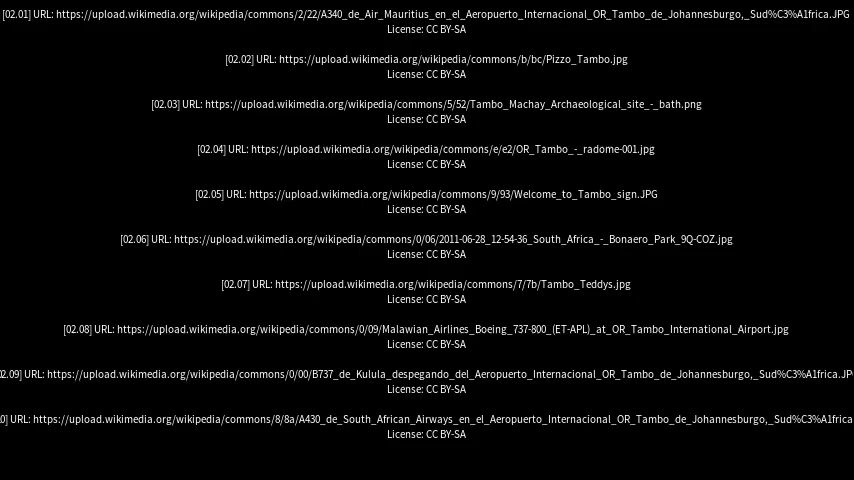 [02.01] URL: https://upload.wikimedia.org/wikipedia/commons/2/22/A340_de_Air_Mauritius_en_el_Aeropuerto_Internacional_OR_Tambo_de_Johannesburgo,_Sud%C3%A1frica.JPG
License: CC BY-SA
[02.02] URL: https://upload.wikimedia.org/wikipedia/commons/b/bc/Pizzo_Tambo.jpg
License: CC BY-SA
[02.03] URL: https://upload.wikimedia.org/wikipedia/commons/5/52/Tambo_Machay_Archaeological_site_-_bath.png
License: CC BY-SA
[02.04] URL: https://upload.wikimedia.org/wikipedia/commons/e/e2/OR_Tambo_-_radome-001.jpg
License: CC BY-SA
[02.05] URL: https://upload.wikimedia.org/wikipedia/commons/9/93/Welcome_to_Tambo_sign.JPG
License: CC BY-SA
[02.06] URL: https://upload.wikimedia.org/wikipedia/commons/0/06/2011-06-28_12-54-36_South_Africa_-_Bonaero_Park_9Q-COZ.jpg
License: CC BY-SA
[02.07] URL: https://upload.wikimedia.org/wikipedia/commons/7/7b/Tambo_Teddys.jpg
License: CC BY-SA
[02.08] URL: https://upload.wikimedia.org/wikipedia/commons/0/09/Malawian_Airlines_Boeing_737-800_(ET-APL)_at_OR_Tambo_International_Airport.jpg
License: CC BY-SA
02.09] URL: https://upload.wikimedia.org/wikipedia/commons/0/00/B737_de_Kulula_despegando_del_Aeropuerto_Internacional_OR_Tambo_de_Johannesburgo,_Sud%C3%A1frica.JP
License: CC BY-SA
0] URL: https://upload.wikimedia.org/wikipedia/commons/8/8a/A430_de_South_African_Airways_en_el_Aeropuerto_Internacional_OR_Tambo_de_Johannesburgo,_Sud%C3%A1frica
License: CC BY-SA